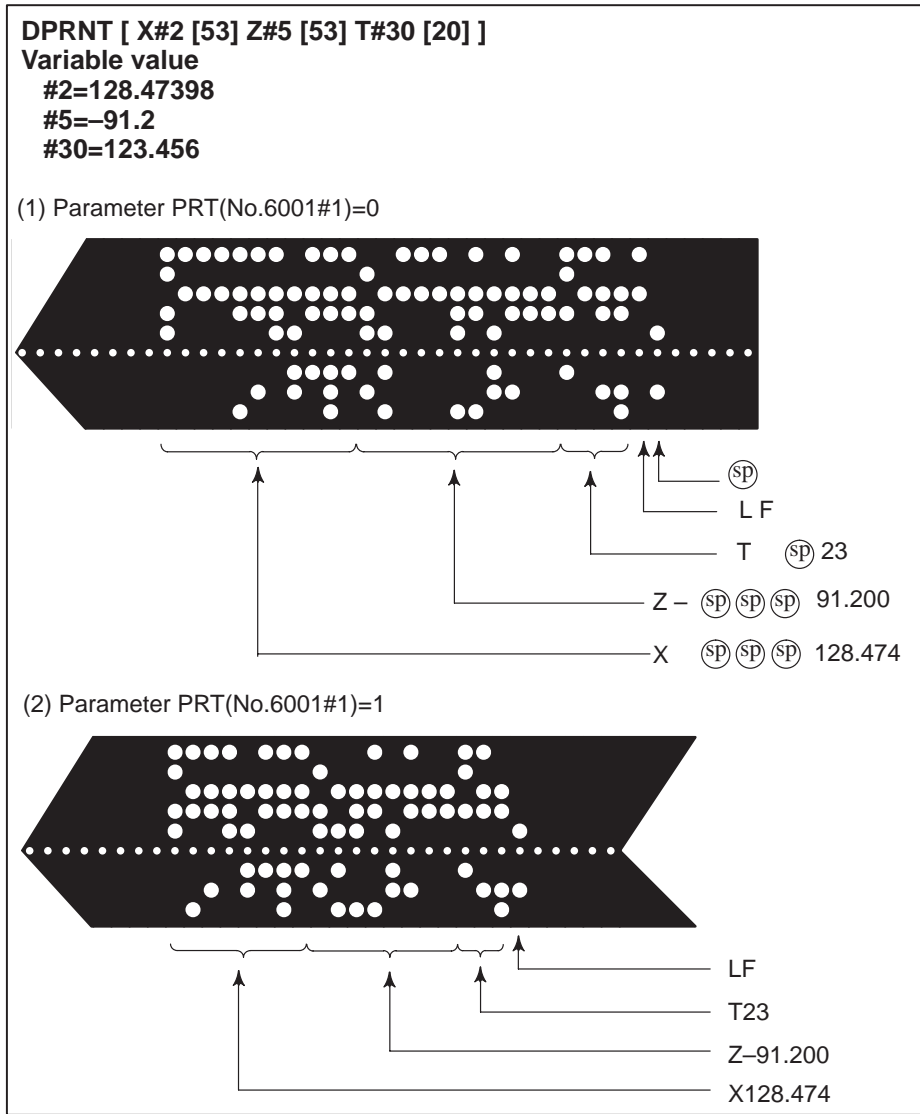 DPRNT [ X#2 [53] Z#5 [53] T#30 [20] ]
Variable value
#2=128.47398
#5=–91.2
#30=123.456
(1) Parameter PRT(No.6001#1)=0
sp
L F
T sp 23
Z – sp sp sp 91.200
X sp sp sp 128.474
(2) Parameter PRT(No.6001#1)=1
LF
T23
Z–91.200
X128.474